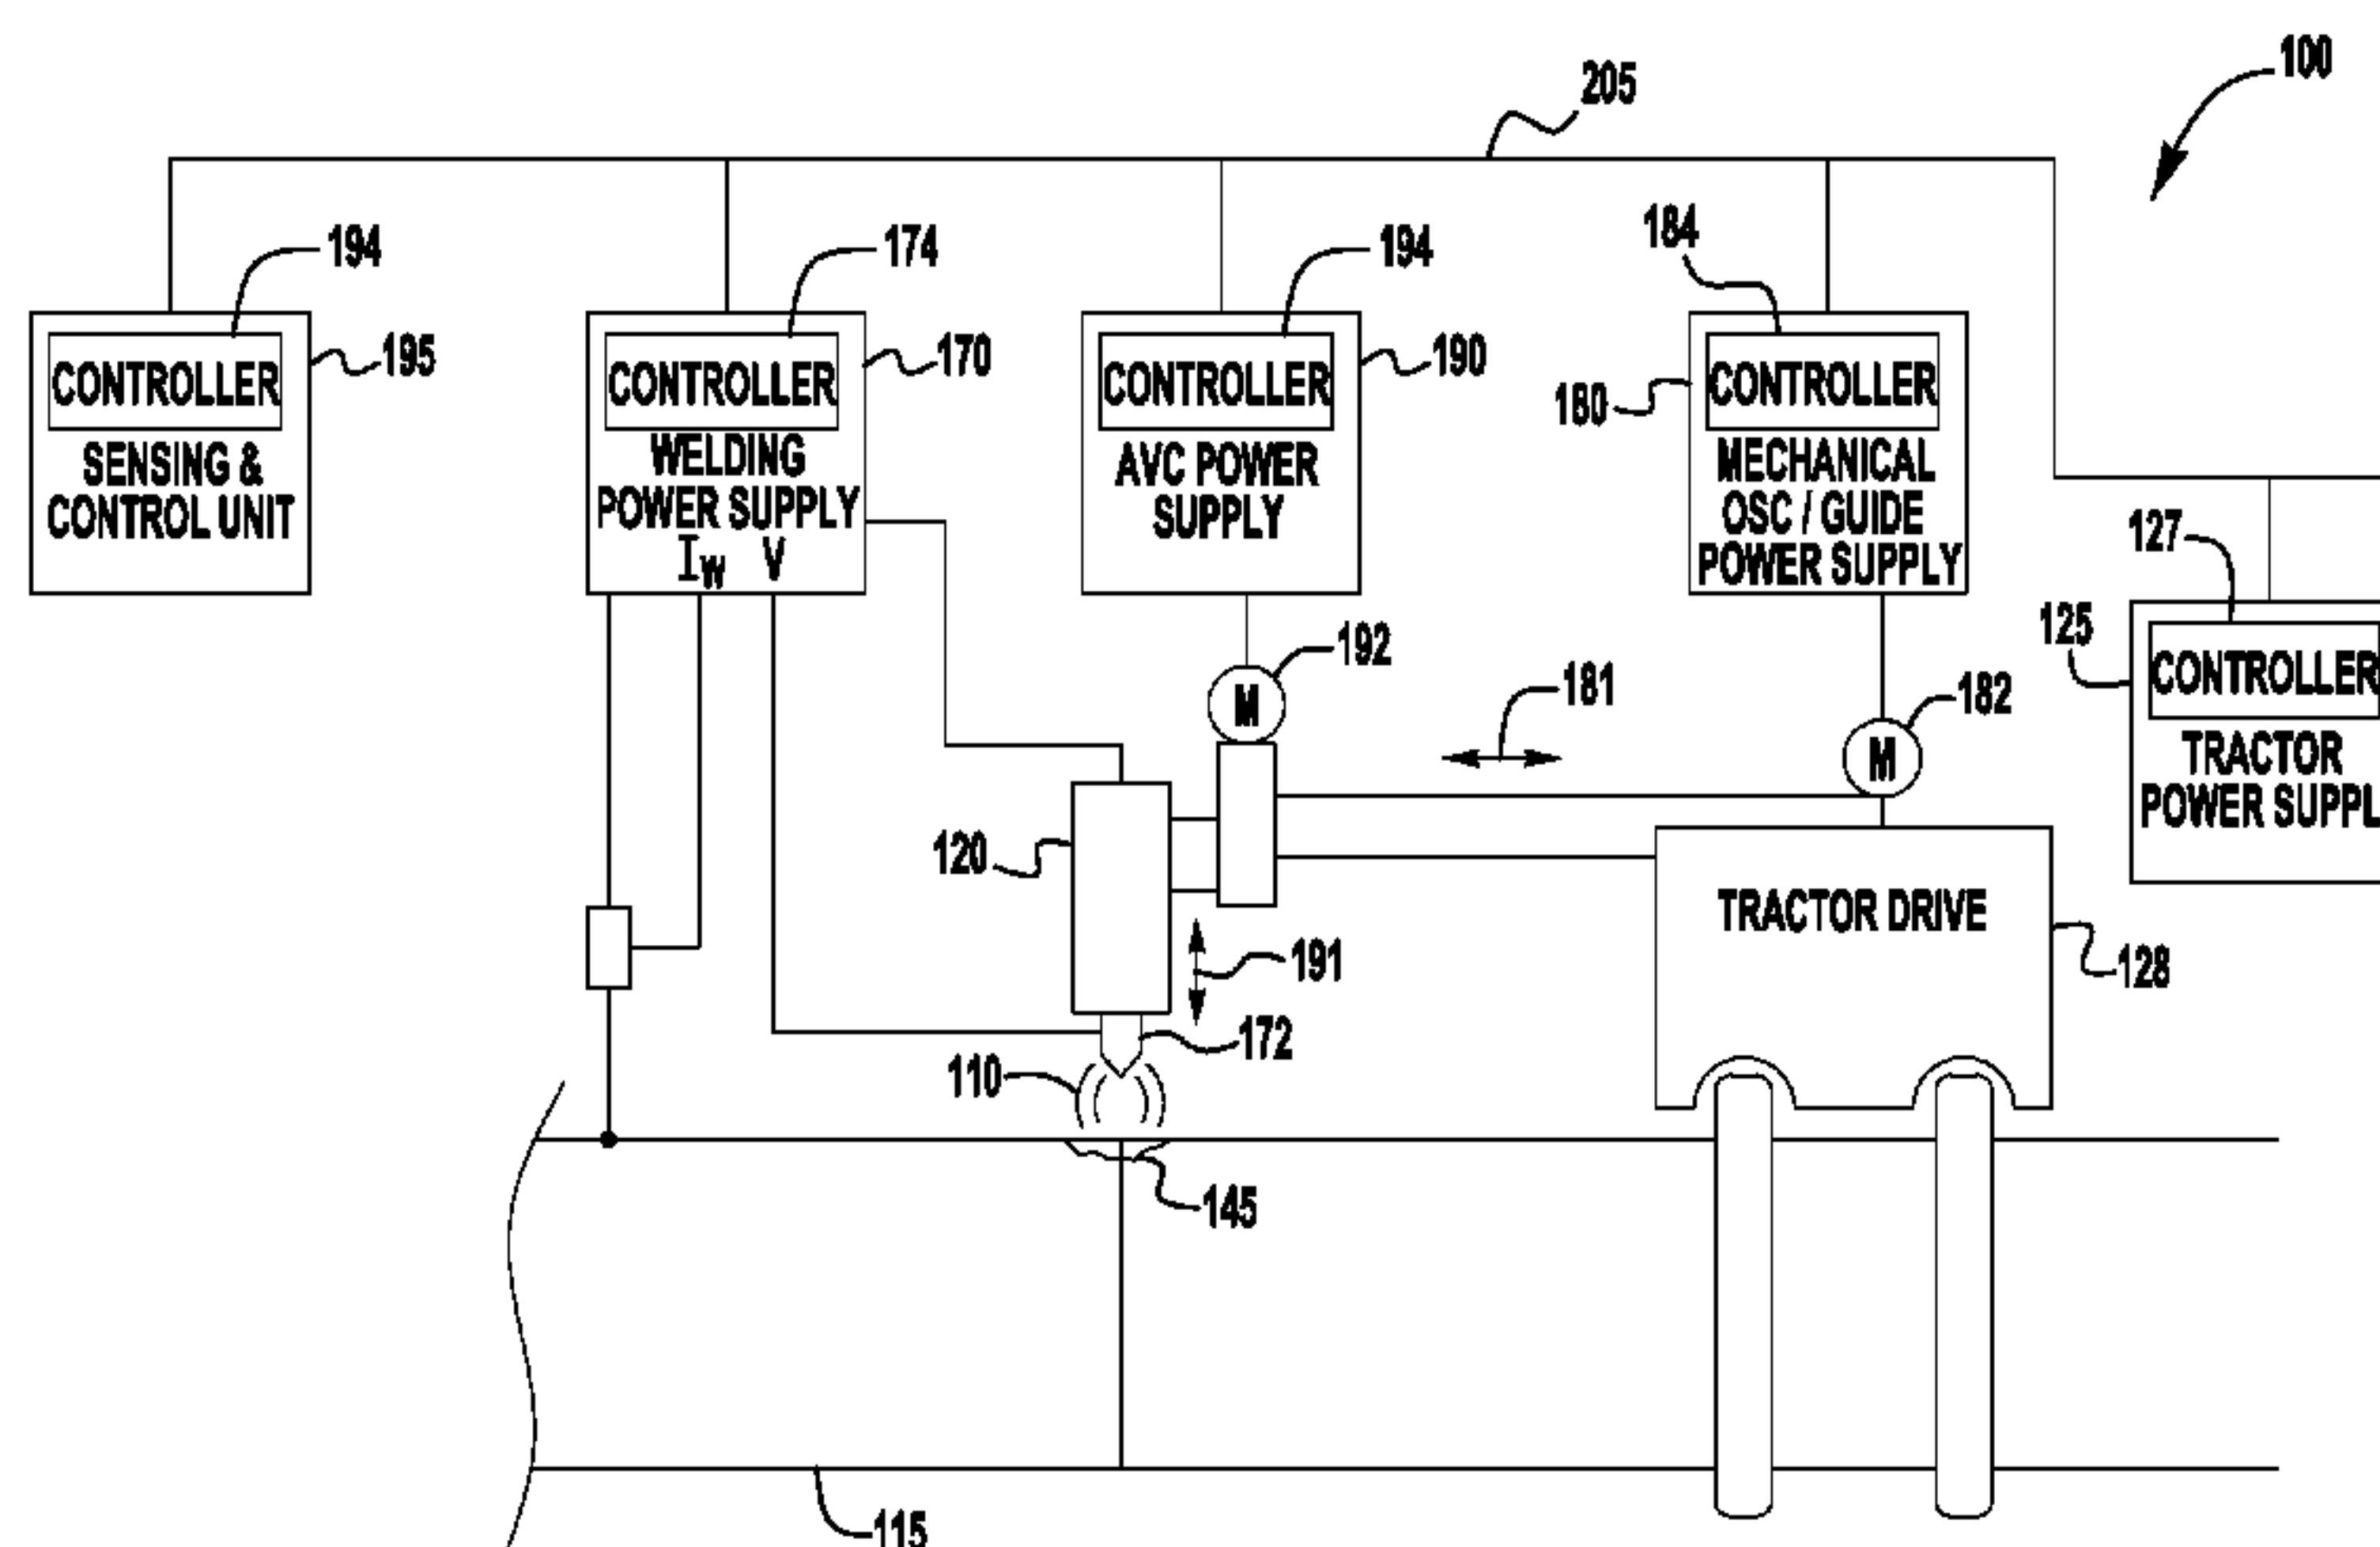 100
205
194
174
194
184
CONTROLLER
195
SENSING &
CONTROL UNIT
CONTROLLER
170
WELDING
POWER SUPPLY
IW V
CONTROLLER
190
AVC POWER
SUPPLY
180
CONTROLLER
MECHANICAL
OSC / GUIDE
POWER SUPPLY
127
125
CONTROLLER
TRACTOR
POWER SUPPL
192
M
181
182
M
120
TRACTOR DRIVE
128
191
172
110
145
115